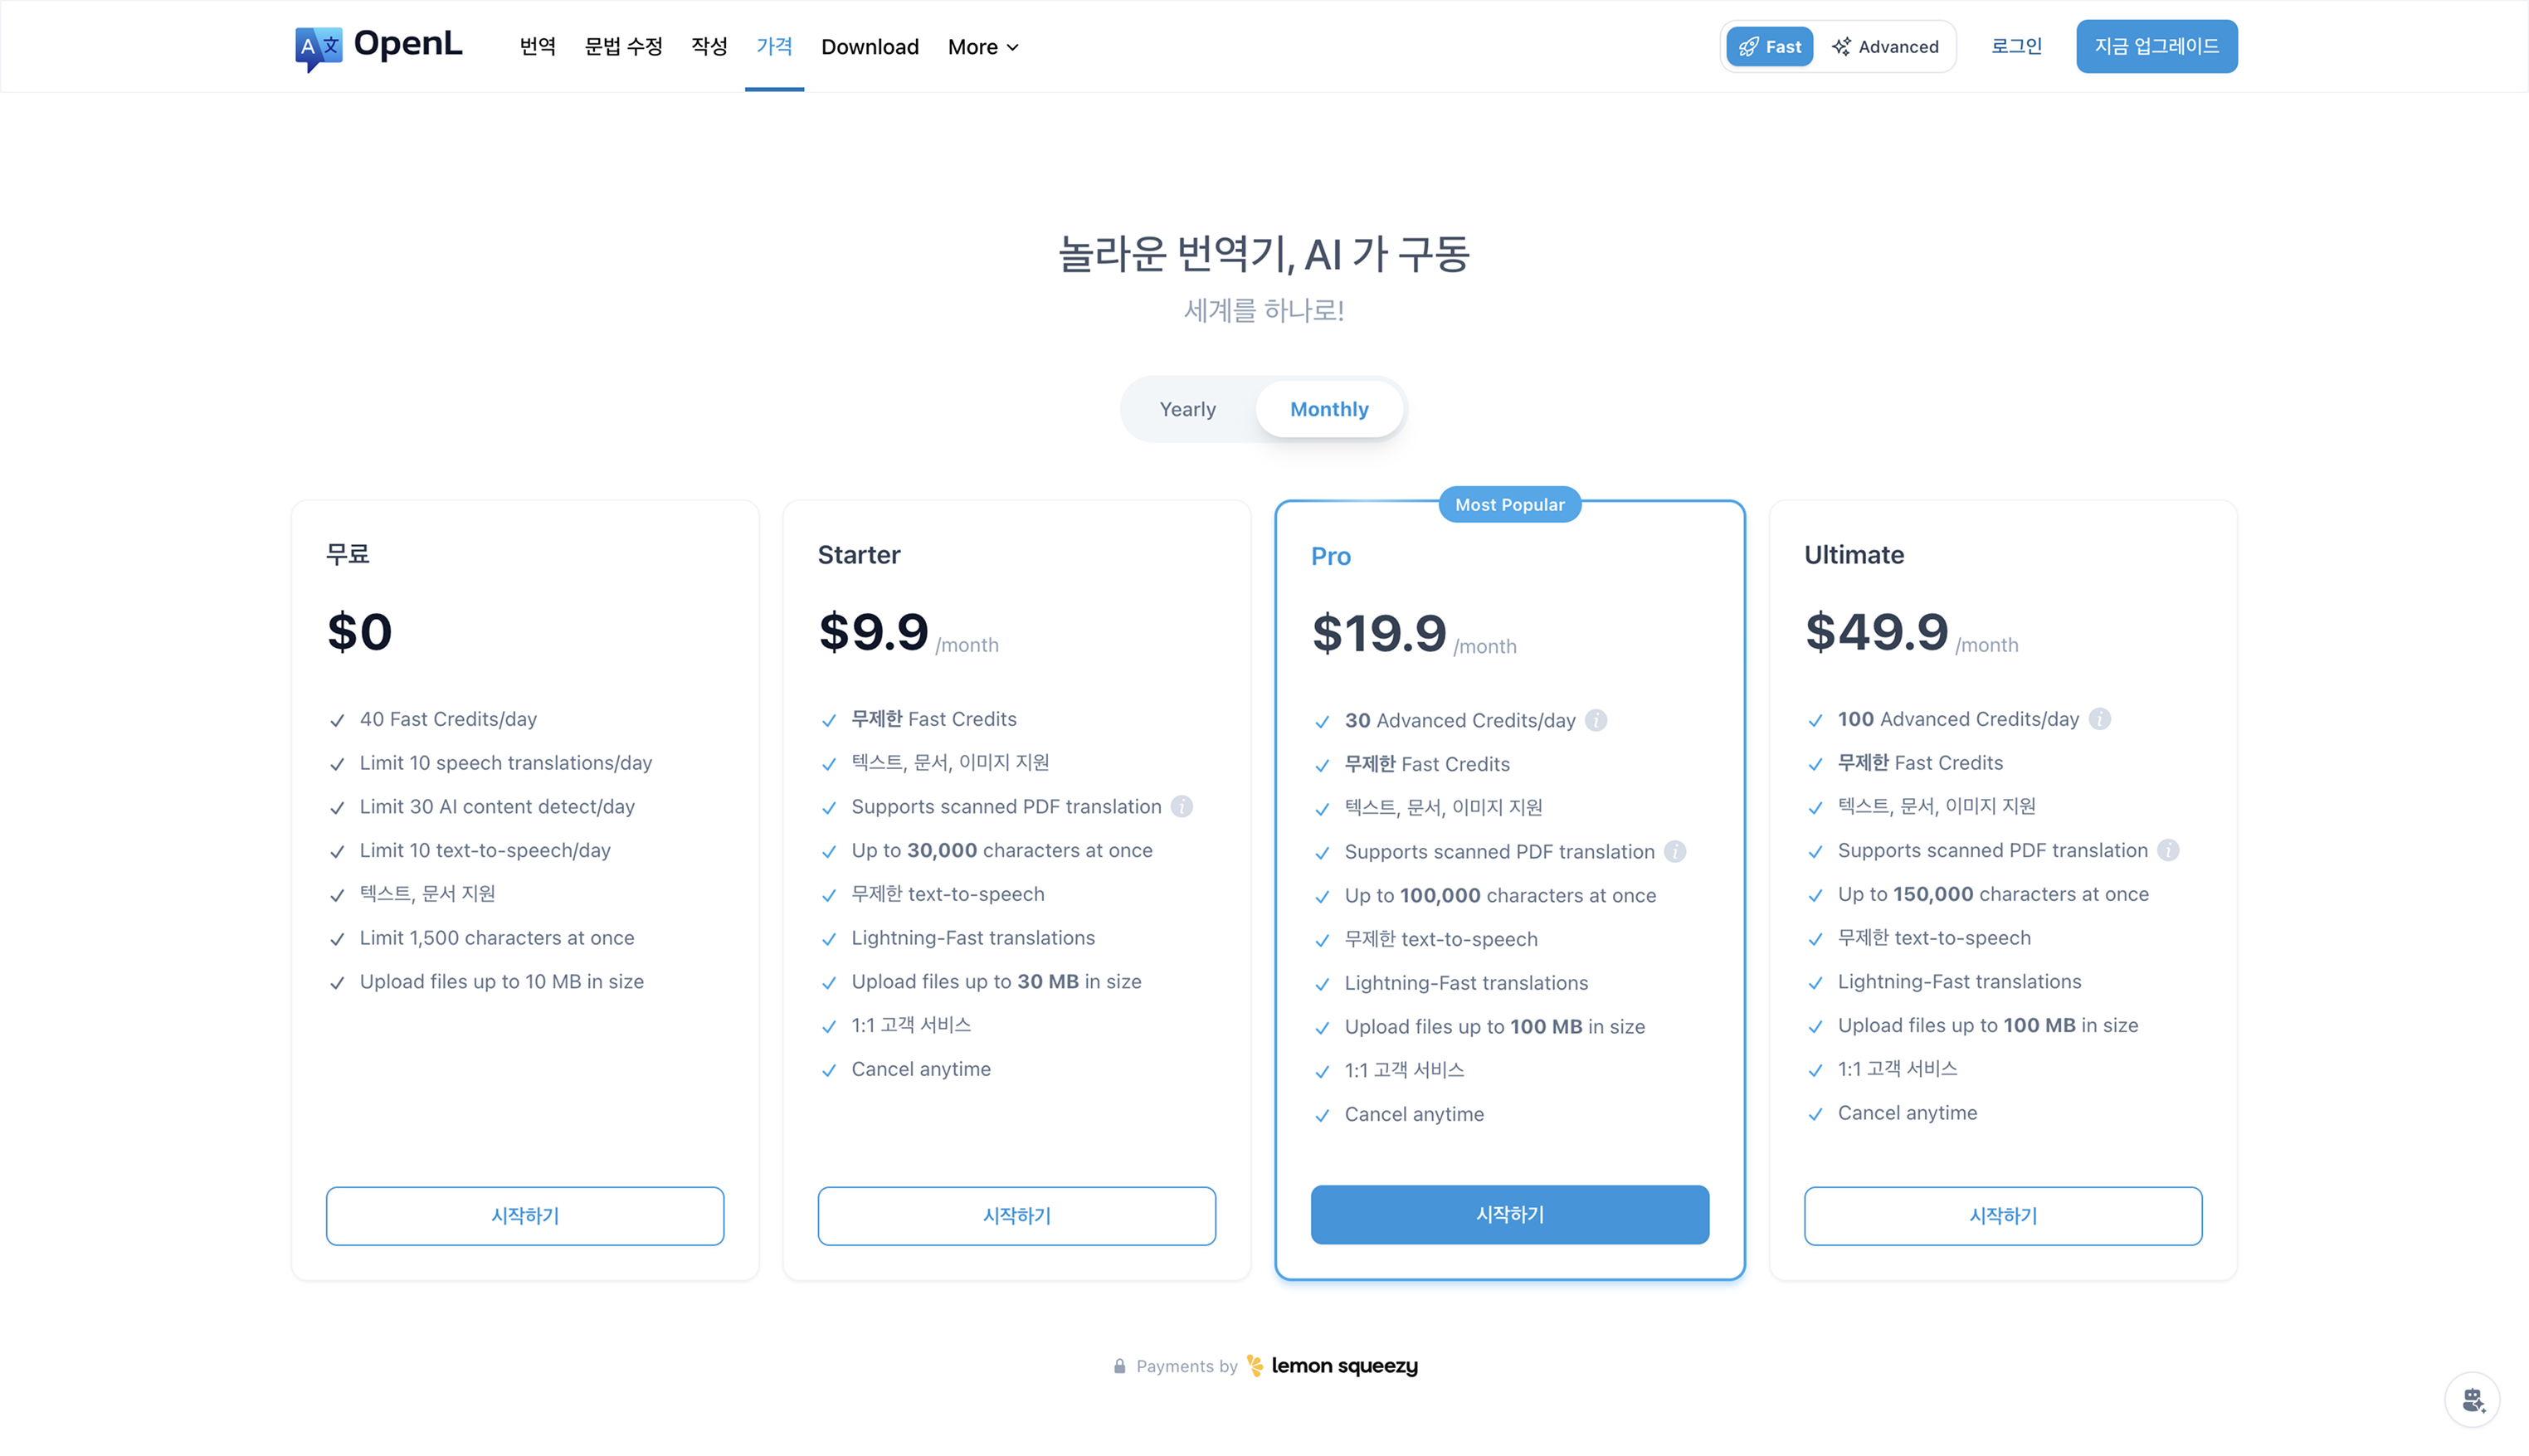 OpenL
번역 문법 수정 작성 가격 Download More
Fast Advanced 로그인 지금 업그레이드
놀라운 번역기, AI 가 구동
세계를 하나로!
Yearly Monthly
무료
$0
40 Fast Credits/day
Limit 10 speech translations/day
Limit 30 AI content detect/day
Limit 10 text-to-speech/day
텍스트, 문서 지원
Limit 1,500 characters at once
Upload files up to 10 MB in size
시작하기
Starter
$9.9 /month
무제한 Fast Credits
텍스트, 문서, 이미지 지원
Supports scanned PDF translation
Up to 30,000 characters at once
무제한 text-to-speech
Lightning-Fast translations
Upload files up to 30 MB in size
1:1 고객 서비스
Cancel anytime
시작하기
Most Popular
Pro
$19.9 /month
30 Advanced Credits/day
무제한 Fast Credits
텍스트, 문서, 이미지 지원
Supports scanned PDF translation
Up to 100,000 characters at once
무제한 text-to-speech
Lightning-Fast translations
Upload files up to 100 MB in size
1:1 고객 서비스
Cancel anytime
시작하기
Ultimate
$49.9 /month
100 Advanced Credits/day
무제한 Fast Credits
텍스트, 문서, 이미지 지원
Supports scanned PDF translation
Up to 150,000 characters at once
무제한 text-to-speech
Lightning-Fast translations
Upload files up to 100 MB in size
1:1 고객 서비스
Cancel anytime
시작하기
Payments by lemon squeezy